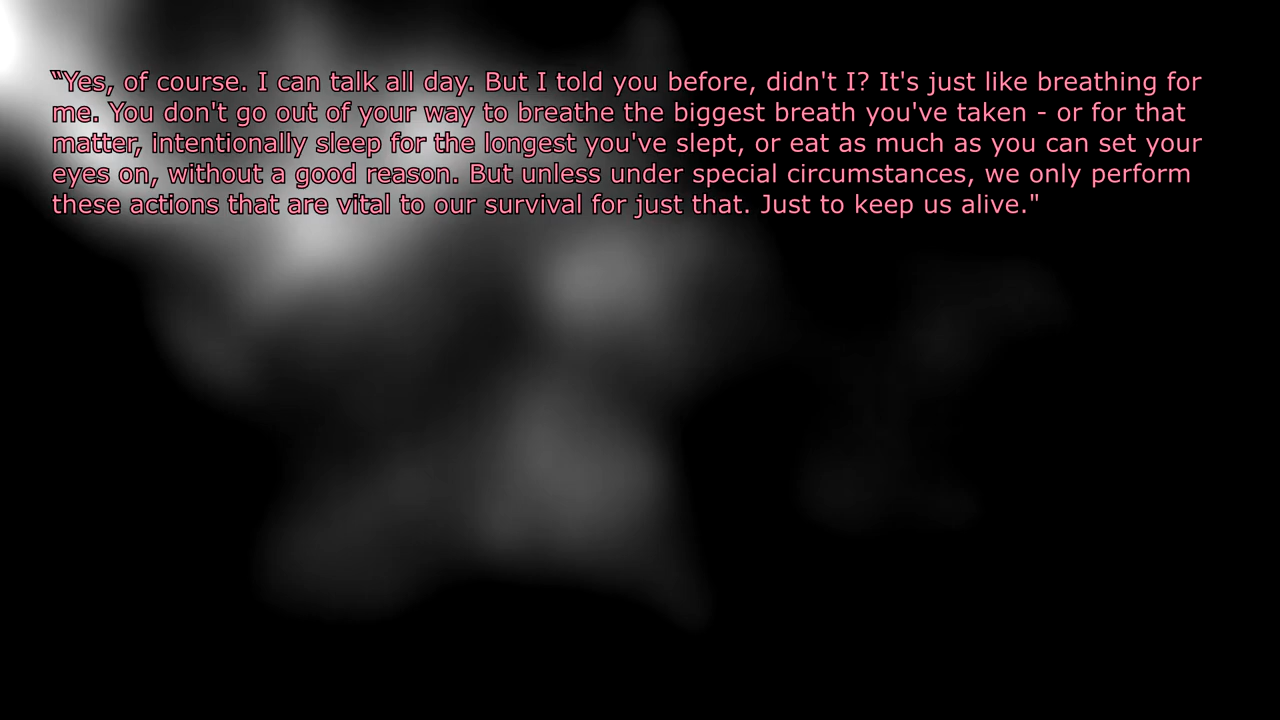 “Yes, of course. I can talk all day. But I told you before, didn't I? It's just like breathing for
me. You don't go out of your way to breathe the biggest breath you've taken - or for that
matter, intentionally sleep for the longest you've slept, or eat as much as you can set your
eyes on, without a good reason. But unless under special circumstances, we only perform
these actions that are vital to our survival for just that. Just to keep us alive."